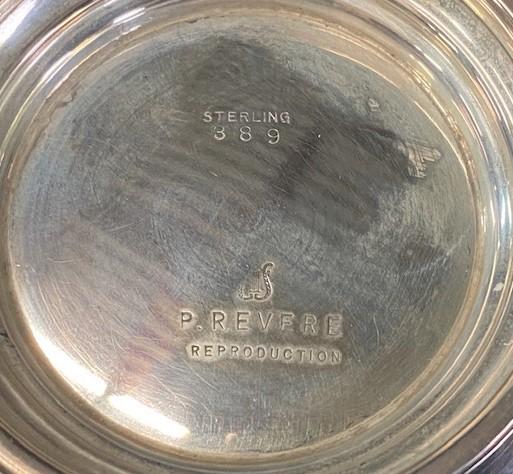 STERLING
389
P. REVERE
REPRODUCTION